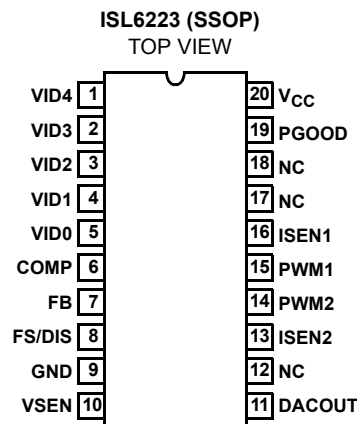 ISL6223 (SSOP)
TOP VIEW
VID4 1 20 VCC
VID3 2 19 PGOOD
VID2 3 18 NC
VID1 4 17 NC
VID0 5 16 ISEN1
COMP 6 15 PWM1
FB 7 14 PWM2
FS/DIS 8 13 ISEN2
GND 9 12 NC
VSEN 10 11 DACOUT